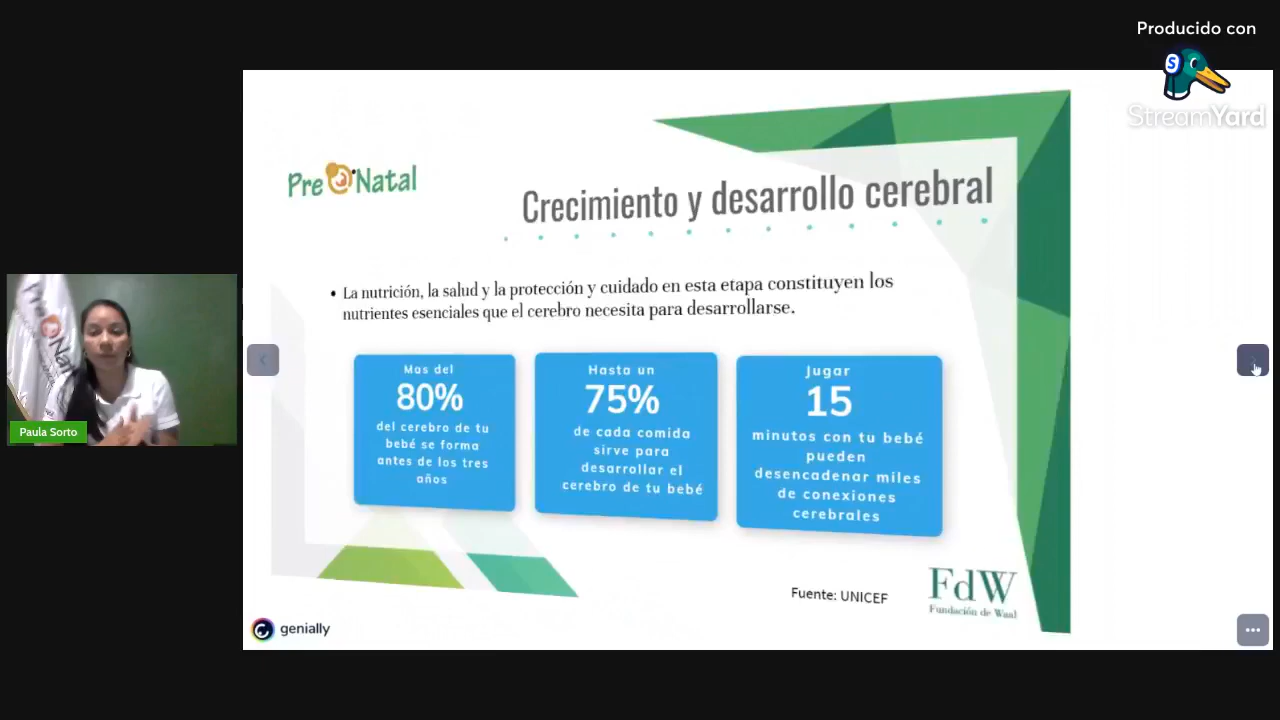 Producido con
StreamYard
Pre Natal
Crecimiento y desarrollo cerebral
• La nutrición, la salud y la protección y cuidado en esta etapa constituyen los
nutrientes esenciales que el cerebro necesita para desarrollarse.
Mas del
80%
del cerebro de tu
bebé se forma
antes de los tres
años
Hasta un
75%
de cada comida
sirve para
desarrollar el
cerebro de tu bebé
Jugar
15
minutos con tu bebé
pueden
desencadenar miles
de conexiones
cerebrales
Paula Sorto
Fuente: UNICEF
FdW
Fundación de Waal
genially